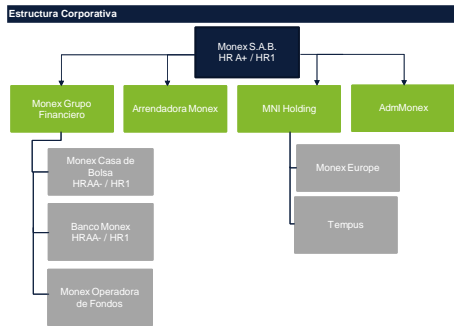 Estructura Corporativa
Monex S.A.B.
HR A+ / HR1
Monex Grupo
Financiero
Arrendadora Monex
MNI Holding
AdmMonex
Monex Casa de
Bolsa
HRAA- / HR1
Monex Europe
Banco Monex
HRAA- / HR1
Tempus
Monex Operadora
de Fondos